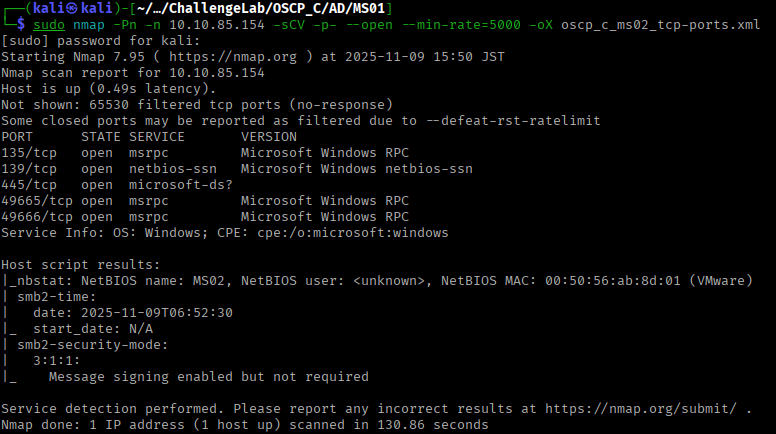 ┌──(kali㉿kali)-[~/…/ChallengeLab/OSCP_C/AD/MS01]
└─$ sudo nmap -Pn -n 10.10.85.154 -sCV -p- --open --min-rate=5000 -oX oscp_c_ms02_tcp-ports.xml
[sudo] password for kali:
Starting Nmap 7.95 ( https://nmap.org ) at 2025-11-09 15:50 JST
Nmap scan report for 10.10.85.154
Host is up (0.49s latency).
Not shown: 65530 filtered tcp ports (no-response)
Some closed ports may be reported as filtered due to --defeat-rst-ratelimit
PORT      STATE SERVICE       VERSION
135/tcp   open  msrpc         Microsoft Windows RPC
139/tcp   open  netbios-ssn   Microsoft Windows netbios-ssn
445/tcp   open  microsoft-ds?
49665/tcp open  msrpc         Microsoft Windows RPC
49666/tcp open  msrpc         Microsoft Windows RPC
Service Info: OS: Windows; CPE: cpe:/o:microsoft:windows

Host script results:
|_nbstat: NetBIOS name: MS02, NetBIOS user: <unknown>, NetBIOS MAC: 00:50:56:ab:8d:01 (VMware)
| smb2-time:
|   date: 2025-11-09T06:52:30
|_  start_date: N/A
| smb2-security-mode:
|   3:1:1:
|_    Message signing enabled but not required

Service detection performed. Please report any incorrect results at https://nmap.org/submit/ .
Nmap done: 1 IP address (1 host up) scanned in 130.86 seconds